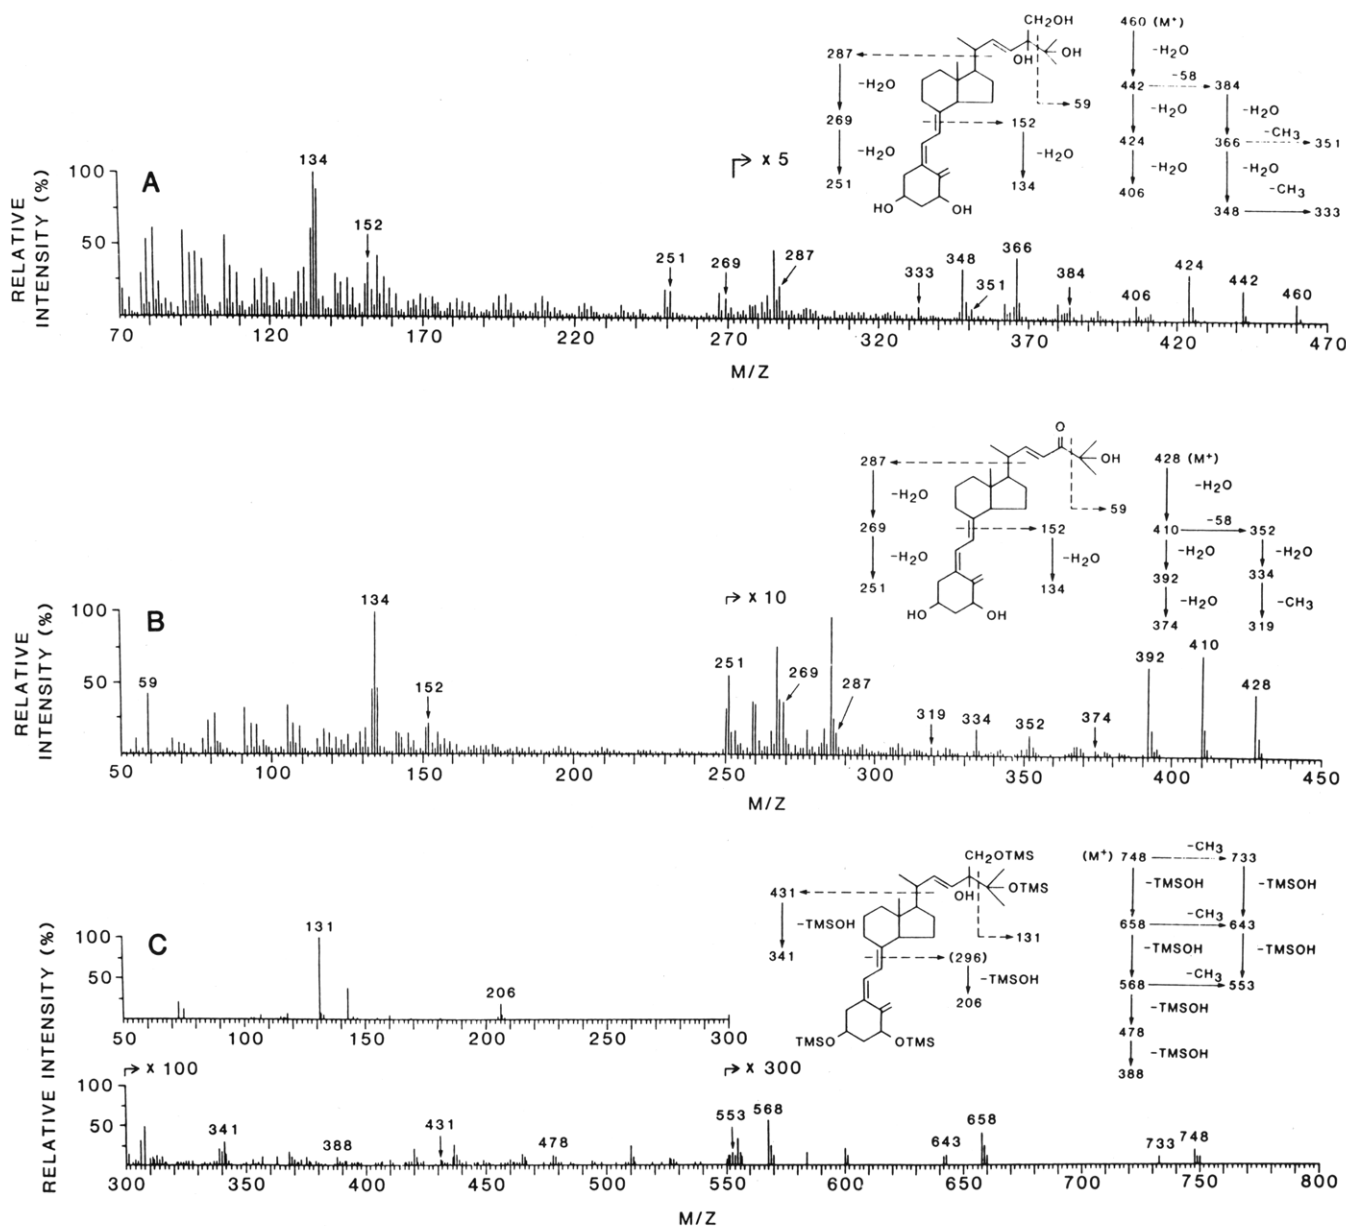 A
RELATIVE
INTENSITY (%)
100
50
134
152
251
269
287
333
348
351
366
384
406
424
442
460
x 5
70 120 170 220 270 320 370 420 470
M/Z
CH2OH
OH
OH
HO
OH
287
-H2O
269
-H2O
251
59
152
-H2O
134
460 (M+)
-H2O
442 -58 384
-H2O -H2O
424 366 -CH3 351
-H2O -H2O
406 -CH3
348 333
B
RELATIVE
INTENSITY (%)
100
50
59
134
152
x 10
251
269
287
319
334
352
374
392
410
428
50 100 150 200 250 300 350 400 450
M/Z
O
OH
HO
OH
287
-H2O
269
-H2O
251
59
152
-H2O
134
428 (M+)
-H2O
410 -58 352
-H2O -H2O
392 334
-H2O -CH3
374 319
C
RELATIVE INTENSITY (%)
100
50
131
206
50 100 150 200 250 300
x 100
x 300
100
50
341
388
431
478
553
568
643
658
733
748
300 350 400 450 500 550 600 650 700 750 800
M/Z
CH2OTMS
OH
OTMS
TMSO
OTMS
431
-TMSOH
341
131
(296)
-TMSOH
206
(M+) 748 -CH3 733
-TMSOH -TMSOH
658 -CH3 643
-TMSOH -TMSOH
568 -CH3 553
-TMSOH
478
-TMSOH
388